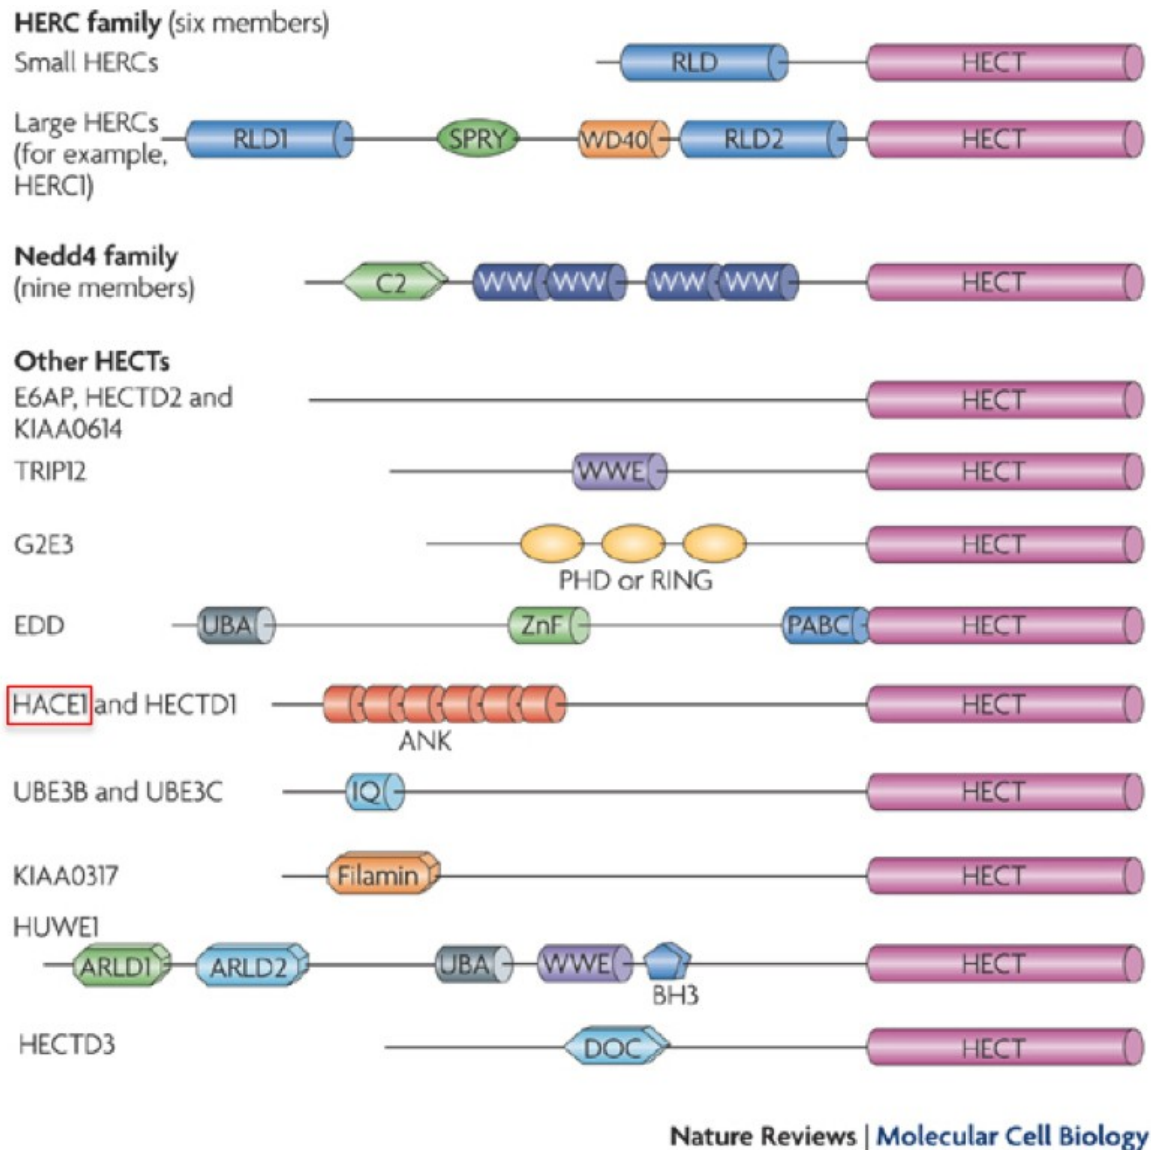 HERC family (six members)
Small HERCs RLD HECT
Large HERCs
(for example,
HERC1)
RLD1 SPRY WD40 RLD2 HECT
Nedd4 family
(nine members)
C2 WW WW WW WW HECT
Other HECTs
E6AP, HECTD2 and
KIAA0614
HECT
TRIP12 WWE HECT
G2E3 HECT
PHD or RING
EDD UBA ZnF PABC HECT
HACE1 and HECTD1 HECT
ANK
UBE3B and UBE3C IQ HECT
KIAA0317 Filamin HECT
HUWE1
ARLD1 ARLD2 UBA WWE HECT
BH3
HECTD3 DOC HECT
Nature Reviews | Molecular Cell Biology